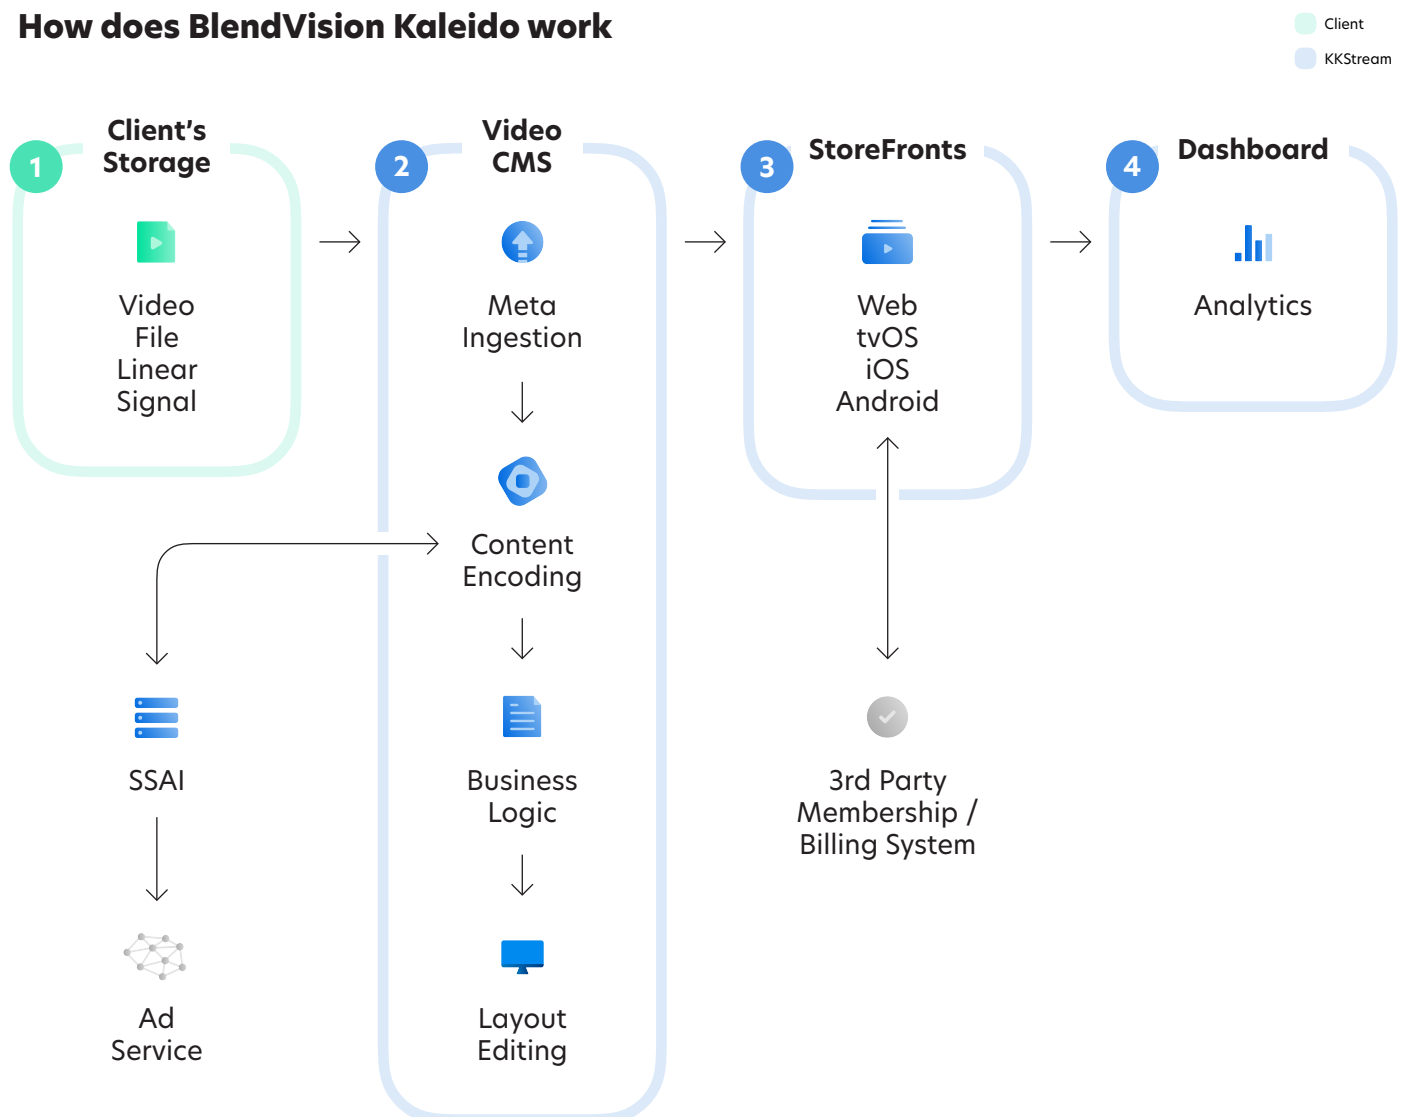 How does BlendVision Kaleido work
Client
KKStream
1
Client's
Storage
Video
File
Linear
Signal
2
Video
CMS
Meta
Ingestion
Content
Encoding
Business
Logic
Layout
Editing
SSAI
Ad
Service
3
StoreFronts
Web
tvOS
iOS
Android
3rd Party
Membership /
Billing System
4
Dashboard
Analytics